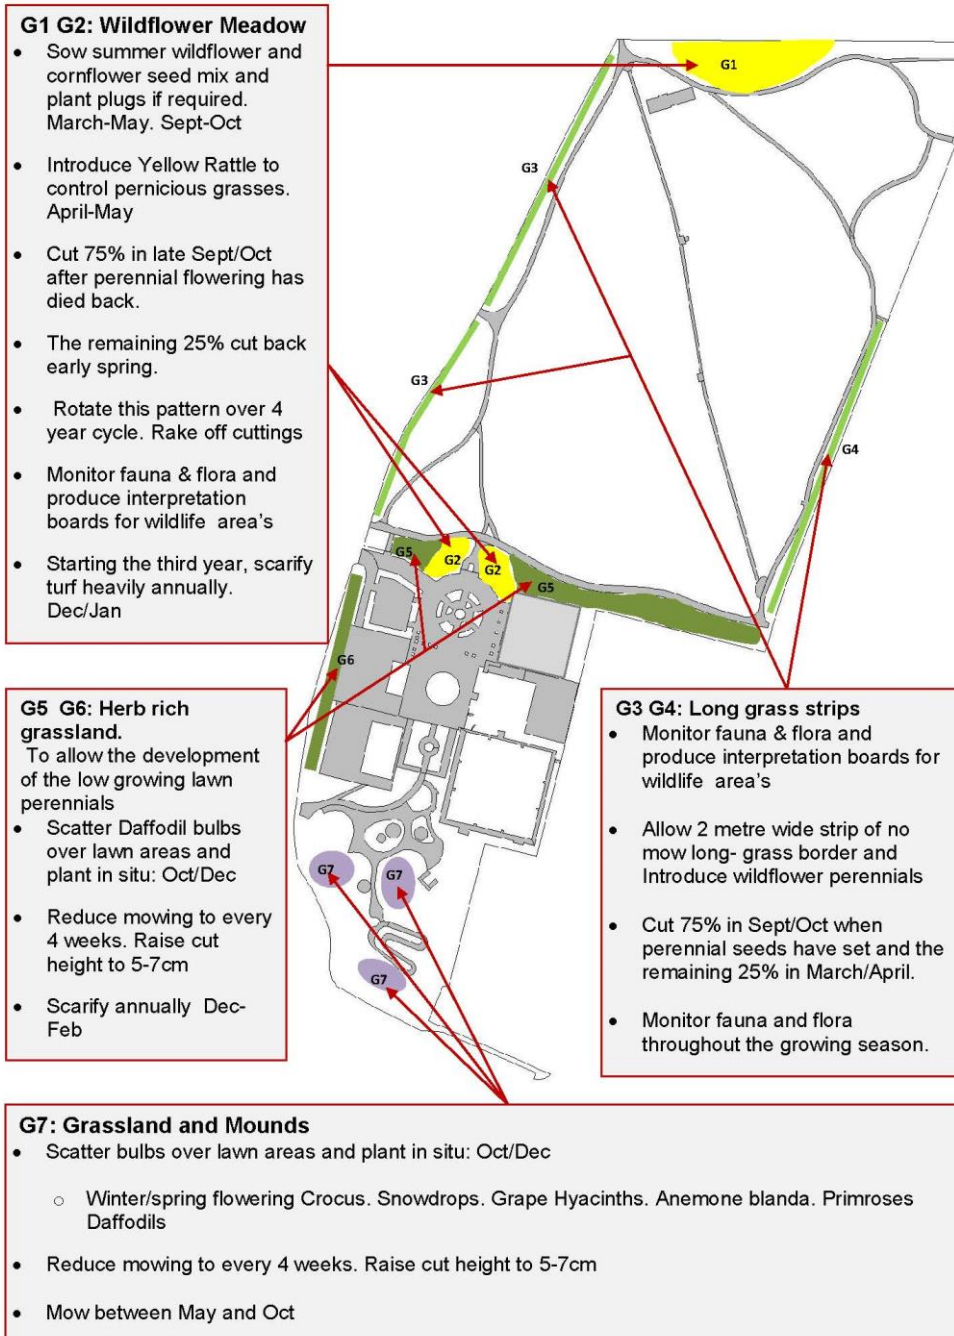 G1 G2: Wildflower Meadow
• Sow summer wildflower and
cornflower seed mix and
plant plugs if required.
March-May. Sept-Oct
• Introduce Yellow Rattle to
control pernicious grasses.
April-May
• Cut 75% in late Sept/Oct
after perennial flowering has
died back.
• The remaining 25% cut back
early spring.
• Rotate this pattern over 4
year cycle. Rake off cuttings
• Monitor fauna & flora and
produce interpretation
boards for wildlife area's
• Starting the third year, scarify
turf heavily annually.
Dec/Jan
G1
G3
G3
G4
G5
G2
G2
G5
G6
G7
G7
G7
G5 G6: Herb rich
grassland.
To allow the development
of the low growing lawn
perennials
• Scatter Daffodil bulbs
over lawn areas and
plant in situ: Oct/Dec
• Reduce mowing to every
4 weeks. Raise cut
height to 5-7cm
• Scarify annually Dec-
Feb
G3 G4: Long grass strips
• Monitor fauna & flora and
produce interpretation boards for
wildlife area's
• Allow 2 metre wide strip of no
mow long- grass border and
Introduce wildflower perennials
• Cut 75% in Sept/Oct when
perennial seeds have set and the
remaining 25% in March/April.
• Monitor fauna and flora
throughout the growing season.
G7: Grassland and Mounds
• Scatter bulbs over lawn areas and plant in situ: Oct/Dec
○ Winter/spring flowering Crocus. Snowdrops. Grape Hyacinths. Anemone blanda. Primroses
Daffodils
• Reduce mowing to every 4 weeks. Raise cut height to 5-7cm
• Mow between May and Oct